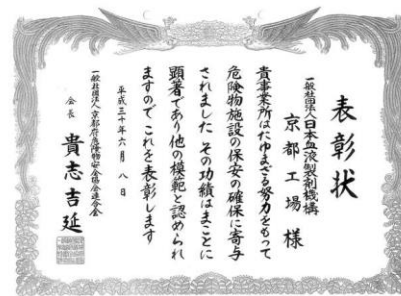 表彰状
一般社団法人日本血液製剤機構
京都工場 様
貴事業所はたゆまざる努力をもって
危険物施設の保安の確保に寄与
されました その功績はまことに
顕著であり他の模範と認められ
ますので これを表彰します
平成三十年六月 八 日
一般社団法人京都府危険物安全協会連合会
会長 貴志吉延